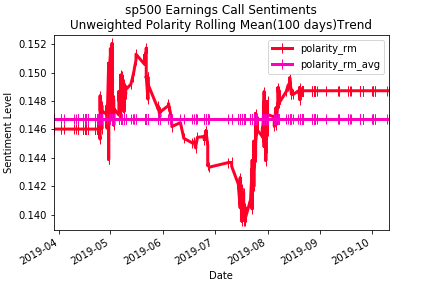 sp500 Earnings Call Sentiments
Unweighted Polarity Rolling Mean(100 days)Trend
polarity_rm
polarity_rm_avg
Sentiment Level
0.152
0.150
0.148
0.146
0.144
0.142
0.140
2019-04
2019-05
2019-06
2019-07
2019-08
2019-09
2019-10
Date